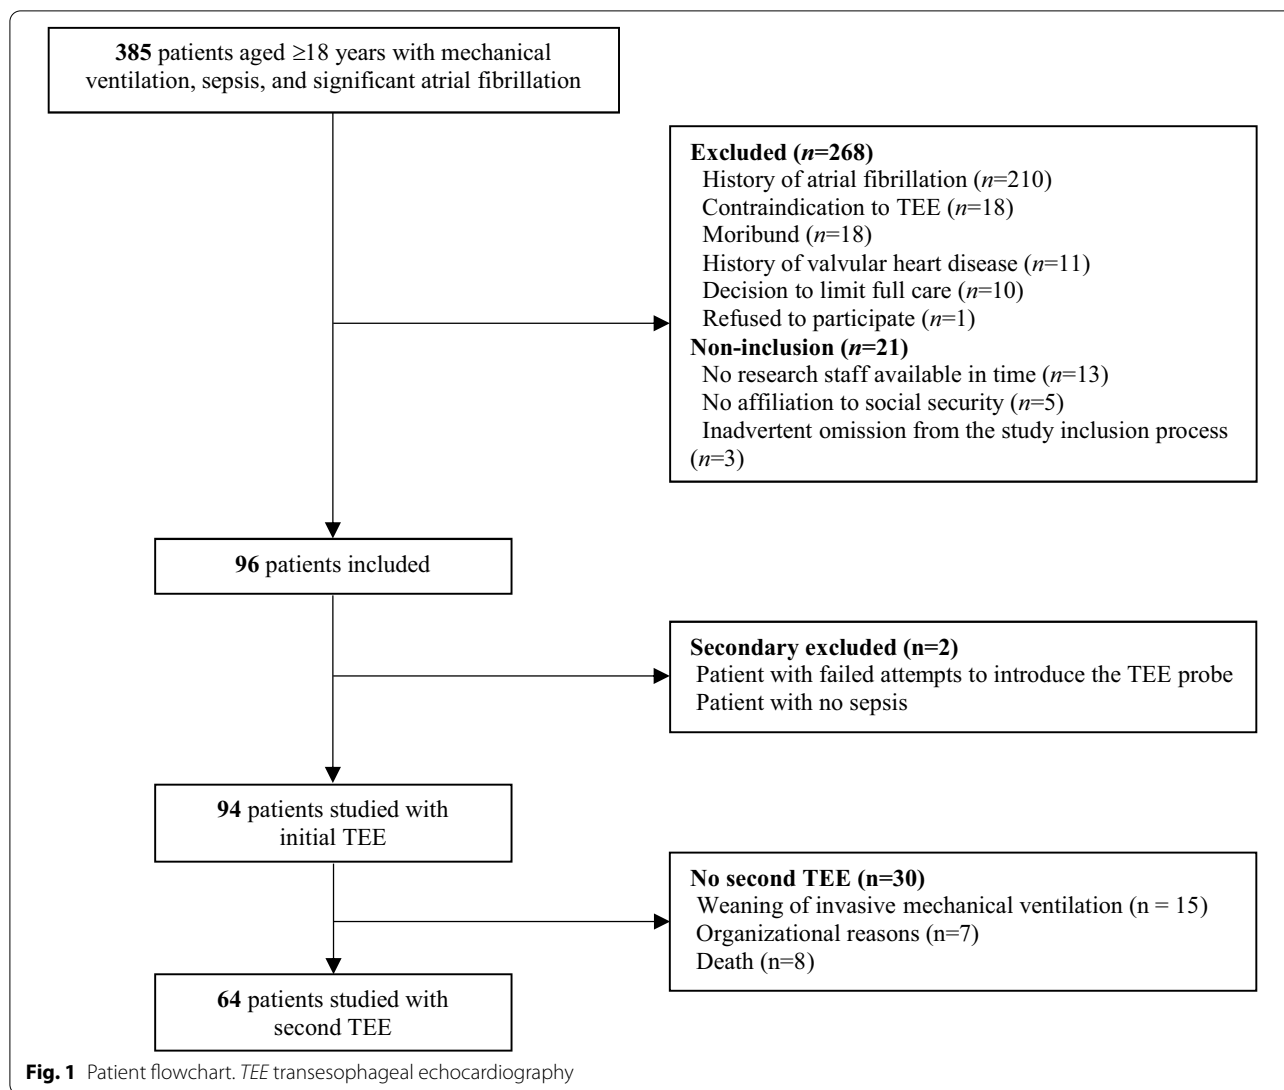 385 patients aged ≥18 years with mechanical
ventilation, sepsis, and significant atrial fibrillation
Excluded (n=268)
History of atrial fibrillation (n=210)
Contraindication to TEE (n=18)
Moribund (n=18)
History of valvular heart disease (n=11)
Decision to limit full care (n=10)
Refused to participate (n=1)
Non-inclusion (n=21)
No research staff available in time (n=13)
No affiliation to social security (n=5)
Inadvertent omission from the study inclusion process
(n=3)
96 patients included
Secondary excluded (n=2)
Patient with failed attempts to introduce the TEE probe
Patient with no sepsis
94 patients studied with
initial TEE
No second TEE (n=30)
Weaning of invasive mechanical ventilation (n = 15)
Organizational reasons (n=7)
Death (n=8)
64 patients studied with
second TEE
Fig. 1 Patient flowchart. TEE transesophageal echocardiography